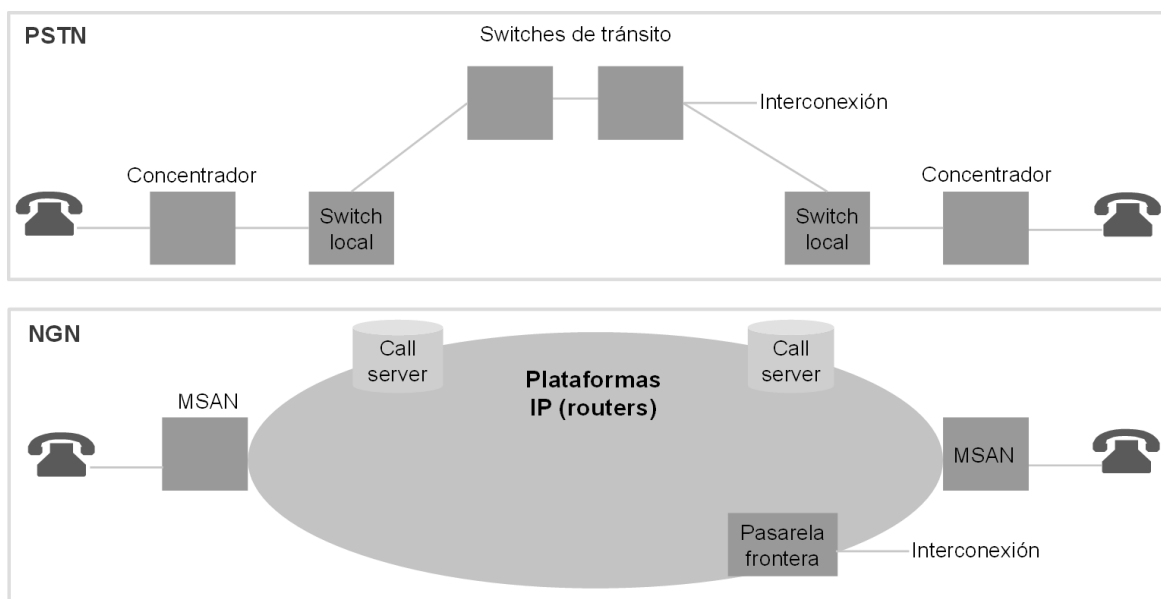 PSTN
Switches de tránsito
Interconexión
Concentrador
Concentrador
Switch
local
Switch
local
NGN
Call
server
Call
server
Plataformas
IP (routers)
MSAN
MSAN
Pasarela
frontera
Interconexión